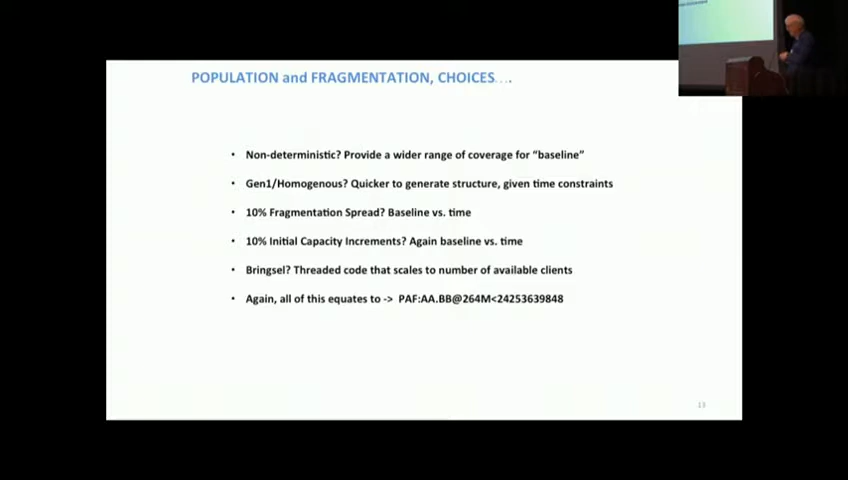 POPULATION and FRAGMENTATION, CHOICES….
• Non-deterministic? Provide a wider range of coverage for “baseline”
• Gen1/Homogenous? Quicker to generate structure, given time constraints
• 10% Fragmentation Spread? Baseline vs. time
• 10% Initial Capacity Increments? Again baseline vs. time
• Bringsel? Threaded code that scales to number of available clients
• Again, all of this equates to -> PAF:AA.BB@264M<24253639848
13